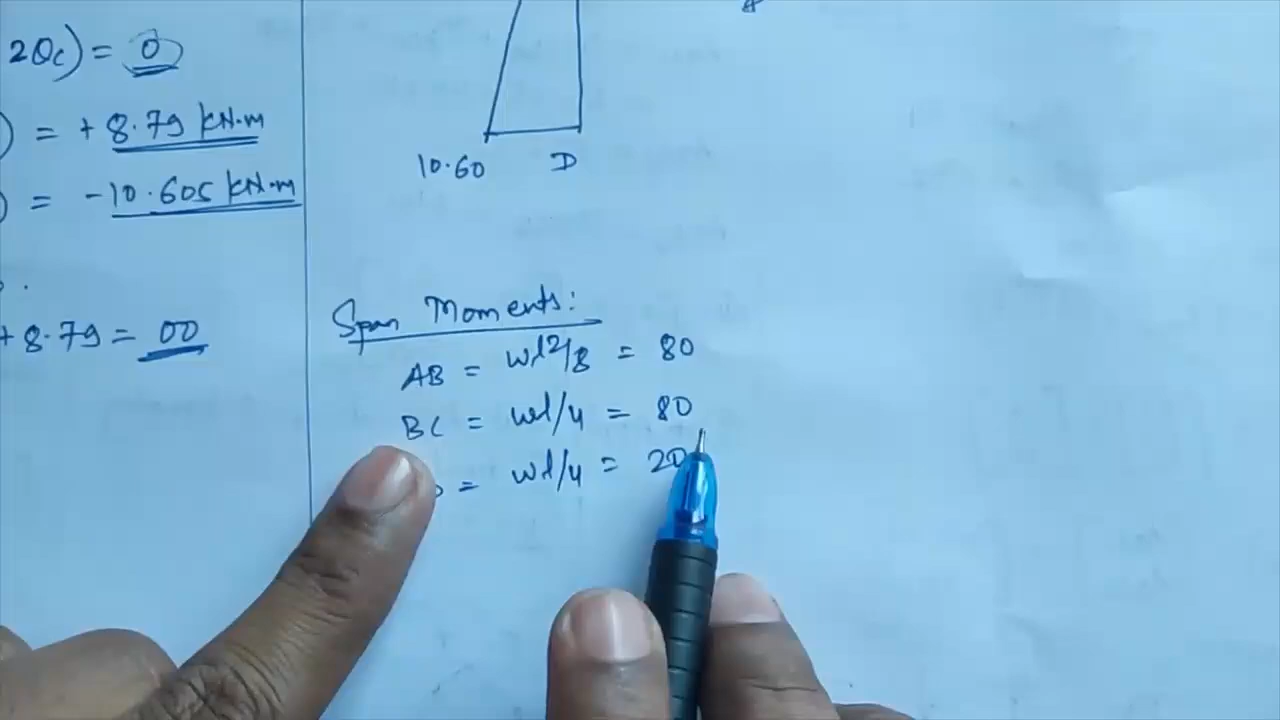 2θc) = 0
) = + 8.79 kN.m
) = -10.605 kN.m
+8.79 = 00
10.60 D
Span Moments:
AB = wl2/8 = 80
BC = wl/4 = 80
= wl/4 = 20